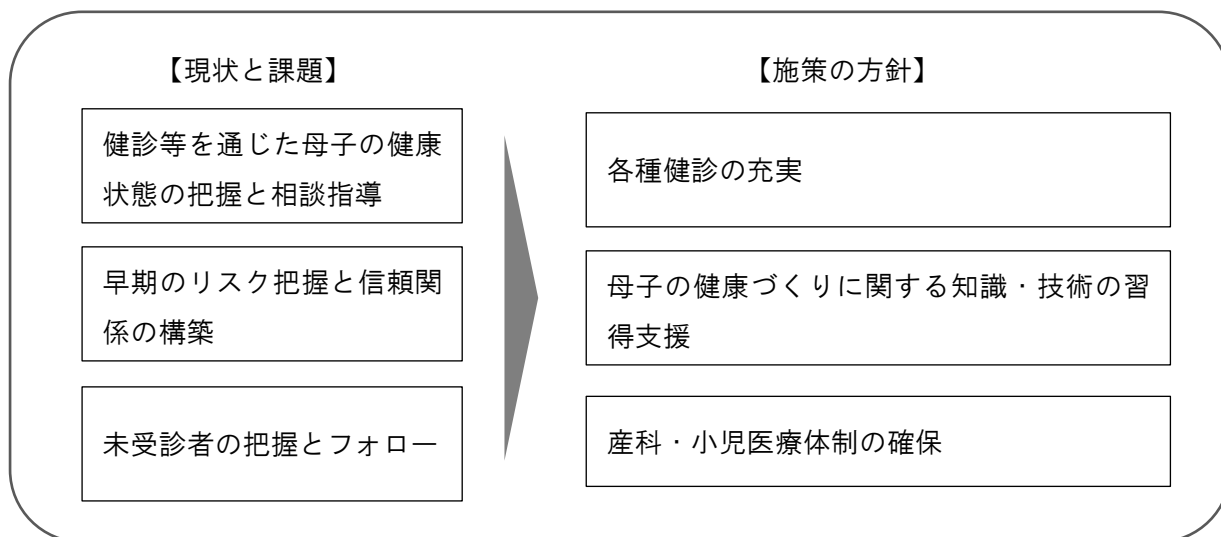 【現状と課題】
健診等を通じた母子の健康
状態の把握と相談指導
早期のリスク把握と信頼関
係の構築
未受診者の把握とフォロー
【施策の方針】
各種健診の充実
母子の健康づくりに関する知識・技術の習
得支援
産科・小児医療体制の確保